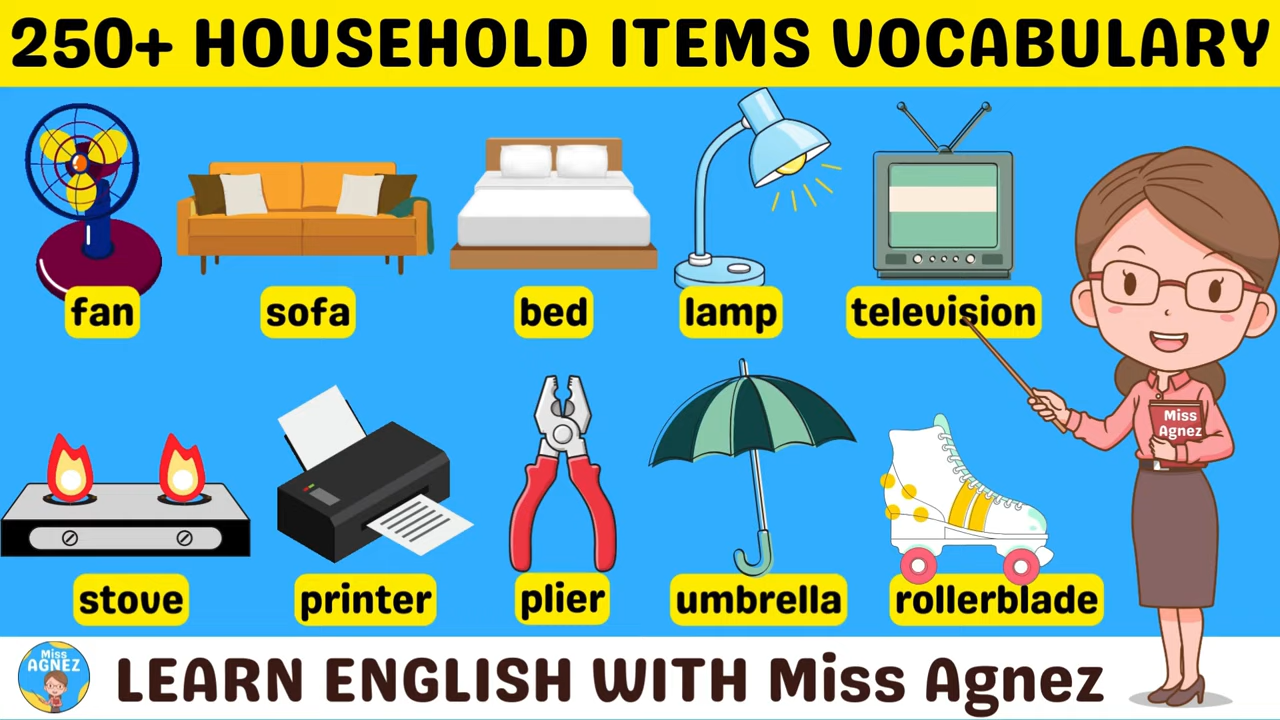 250+ HOUSEHOLD ITEMS VOCABULARY
fan
sofa
bed
lamp
television
Miss
Agnez
stove
printer
plier
umbrella
rollerblade
Miss
AGNEZ
LEARN ENGLISH WITH Miss Agnez